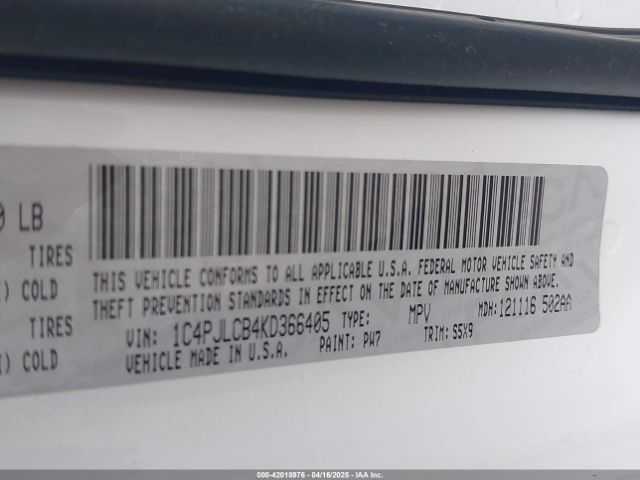 0 LB
TIRES
) COLD
TIRES
) COLD
THIS VEHICLE CONFORMS TO ALL APPLICABLE U.S.A. FEDERAL MOTOR VEHICLE SAFETY AND
THEFT PREVENTION STANDARDS IN EFFECT ON THE DATE OF MANUFACTURE SHOWN ABOVE.
VIN: 1C4PJLCB4KD366405 TYPE: MPV MDH: 121116 502AA
VEHICLE MADE IN U.S.A. PAINT: PW7 TRIM: S5X9
000-42018976 - 04/16/2025 - IAA Inc.